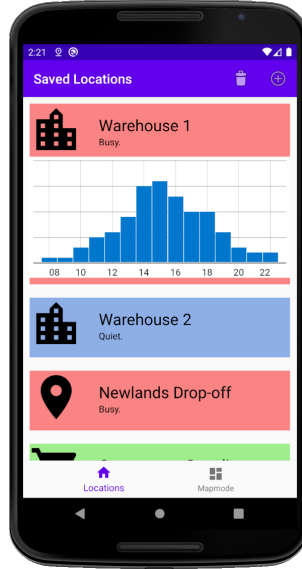 2:21
Saved Locations
Warehouse 1
Busy.
08 10 12 14 16 18 20 22
Warehouse 2
Quiet.
Newlands Drop-off
Busy.
Locations Mapmode